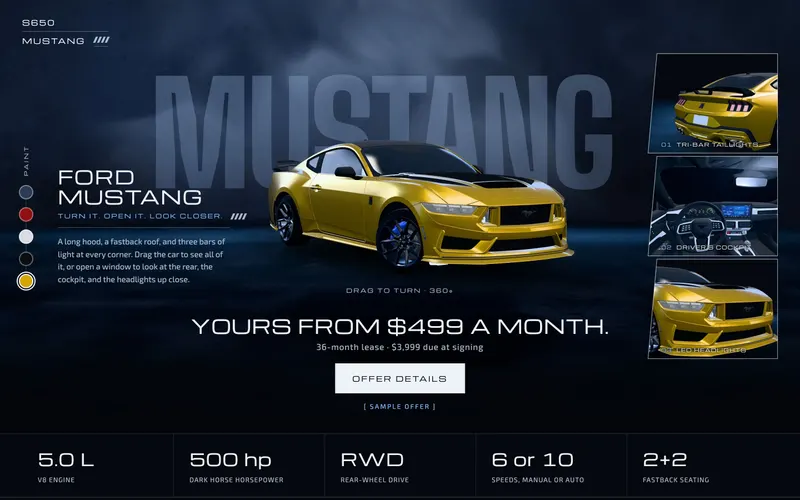 S650
MUSTANG
MUSTANG
PAINT
FORD
MUSTANG
TURN IT. OPEN IT. LOOK CLOSER.
A long hood, a fastback roof, and three bars of
light at every corner. Drag the car to see all of
it, or open a window to look at the rear, the
cockpit, and the headlights up close.
01 TRI-BAR TAILLIGHTS
02 DRIVER'S COCKPIT
LED HEADLIGHTS
DRAG TO TURN · 360°
YOURS FROM $499 A MONTH.
36-month lease · $3,999 due at signing
OFFER DETAILS
[ SAMPLE OFFER ]
5.0 L
V8 ENGINE
500 hp
DARK HORSE HORSEPOWER
RWD
REAR-WHEEL DRIVE
6 or 10
SPEEDS, MANUAL OR AUTO
2+2
FASTBACK SEATING